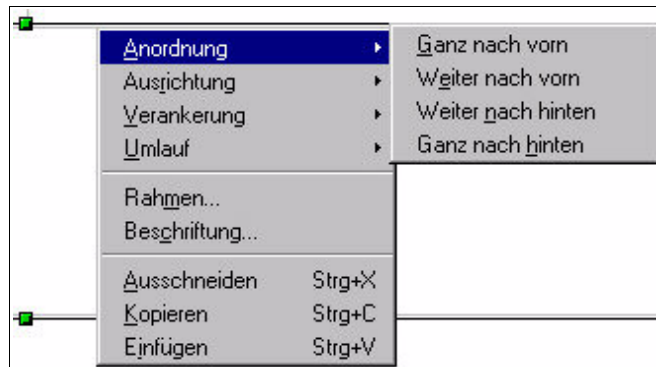 Anordnung
Ausrichtung
Verankerung
Umlauf
Rahmen...
Beschriftung...
Ausschneiden Strg+X
Kopieren Strg+C
Einfügen Strg+V
Ganz nach vorn
Weiter nach vorn
Weiter nach hinten
Ganz nach hinten